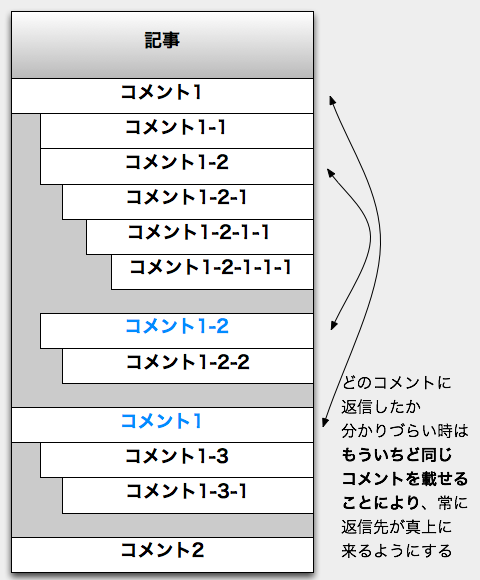 記事
コメント1
コメント1-1
コメント1-2
コメント1-2-1
コメント1-2-1-1
コメント1-2-1-1-1
コメント1-2
コメント1-2-2
コメント1
コメント1-3
コメント1-3-1
コメント2
どのコメントに
返信したか
分かりづらい時は
もういちど同じ
コメントを載せる
ことにより、常に
返信先が真上に
来るようにする